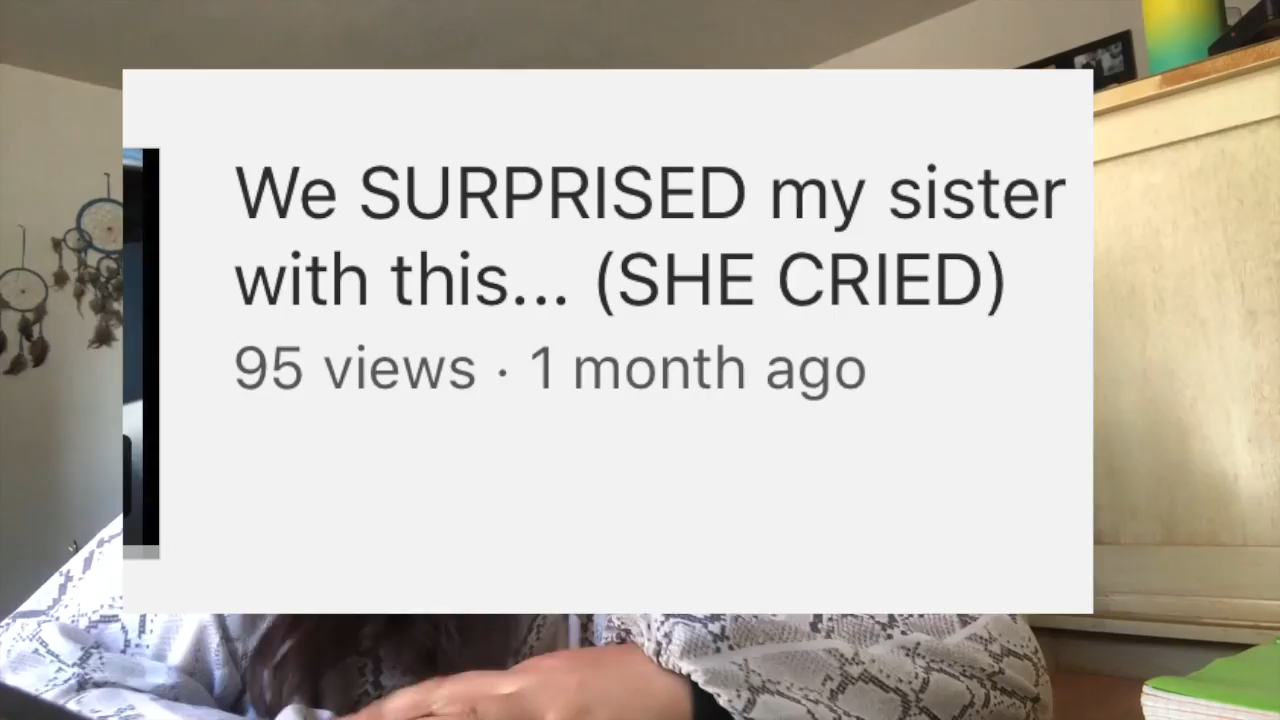 We SURPRISED my sister
with this... (SHE CRIED)
95 views · 1 month ago